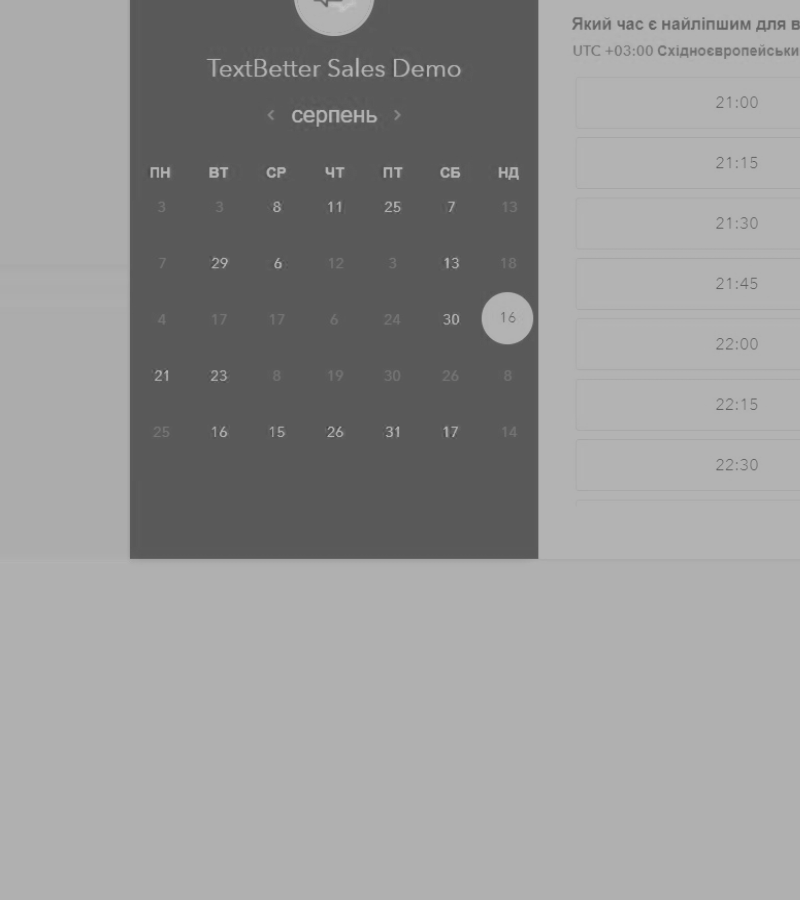 TextBetter Sales Demo
‹ серпень ›
ПН ВТ СР ЧТ ПТ СБ НД
3 3 8 11 25 7 13
7 29 6 12 3 13 18
4 17 17 6 24 30 16
21 23 8 19 30 26 8
25 16 15 26 31 17 14
Який час є найліпшим для в
UTC +03:00 Східноєвропейськи
21:00
21:15
21:30
21:45
22:00
22:15
22:30